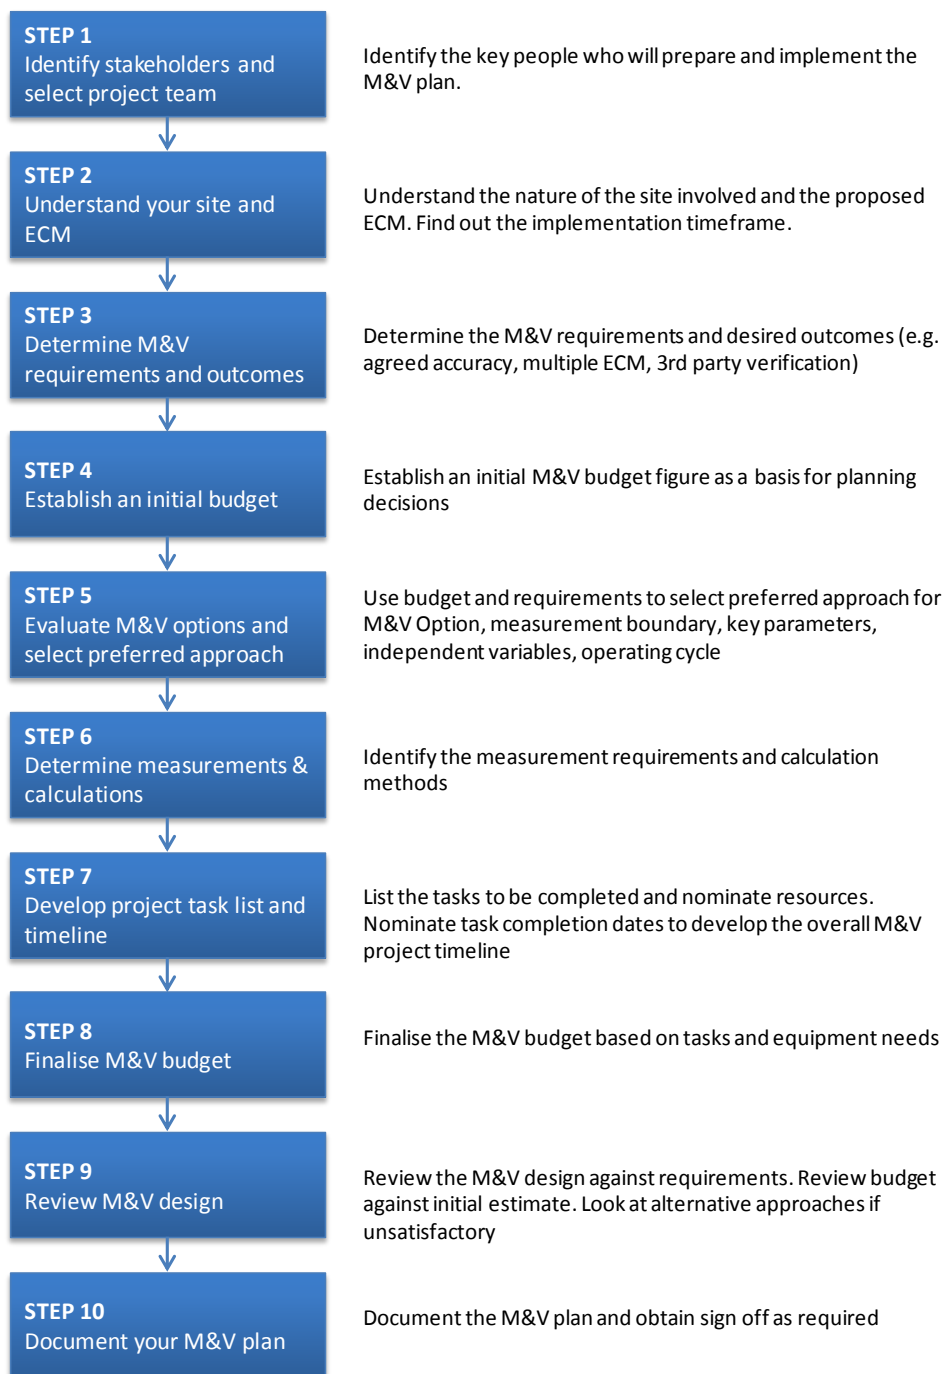 STEP 1
Identify stakeholders and
select project team
Identify the key people who will prepare and implement the
M&V plan.
STEP 2
Understand your site and
ECM
Understand the nature of the site involved and the proposed
ECM. Find out the implementation timeframe.
STEP 3
Determine M&V
requirements and outcomes
Determine the M&V requirements and desired outcomes (e.g.
agreed accuracy, multiple ECM, 3rd party verification)
STEP 4
Establish an initial budget
Establish an initial M&V budget figure as a basis for planning
decisions
STEP 5
Evaluate M&V options and
select preferred approach
Use budget and requirements to select preferred approach for
M&V Option, measurement boundary, key parameters,
independent variables, operating cycle
STEP 6
Determine measurements &
calculations
Identify the measurement requirements and calculation
methods
STEP 7
Develop project task list and
timeline
List the tasks to be completed and nominate resources.
Nominate task completion dates to develop the overall M&V
project timeline
STEP 8
Finalise M&V budget
Finalise the M&V budget based on tasks and equipment needs
STEP 9
Review M&V design
Review the M&V design against requirements. Review budget
against initial estimate. Look at alternative approaches if
unsatisfactory
STEP 10
Document your M&V plan
Document the M&V plan and obtain sign off as required